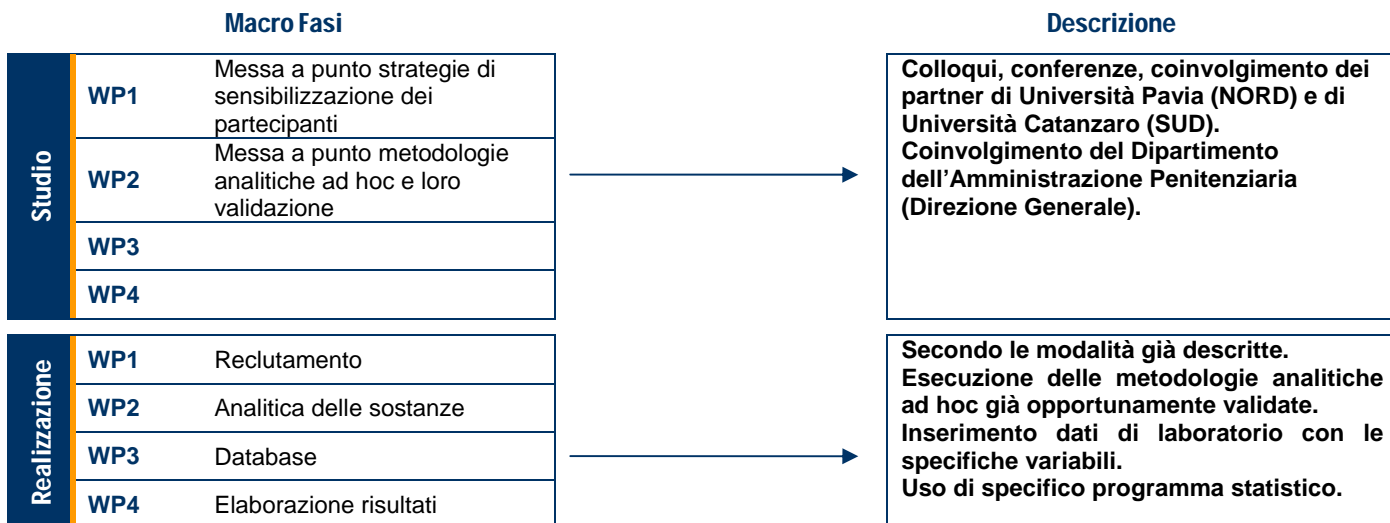 Macro Fasi
Descrizione
Studio
WP1
Messa a punto strategie di
sensibilizzazione dei
partecipanti
WP2
Messa a punto metodologie
analitiche ad hoc e loro
validazione
WP3
WP4
Colloqui, conferenze, coinvolgimento dei
partner di Università Pavia (NORD) e di
Università Catanzaro (SUD).
Coinvolgimento del Dipartimento
dell'Amministrazione Penitenziaria
(Direzione Generale).
Realizzazione
WP1 Reclutamento
WP2 Analitica delle sostanze
WP3 Database
WP4 Elaborazione risultati
Secondo le modalità già descritte.
Esecuzione delle metodologie analitiche
ad hoc già opportunamente validate.
Inserimento dati di laboratorio con le
specifiche variabili.
Uso di specifico programma statistico.